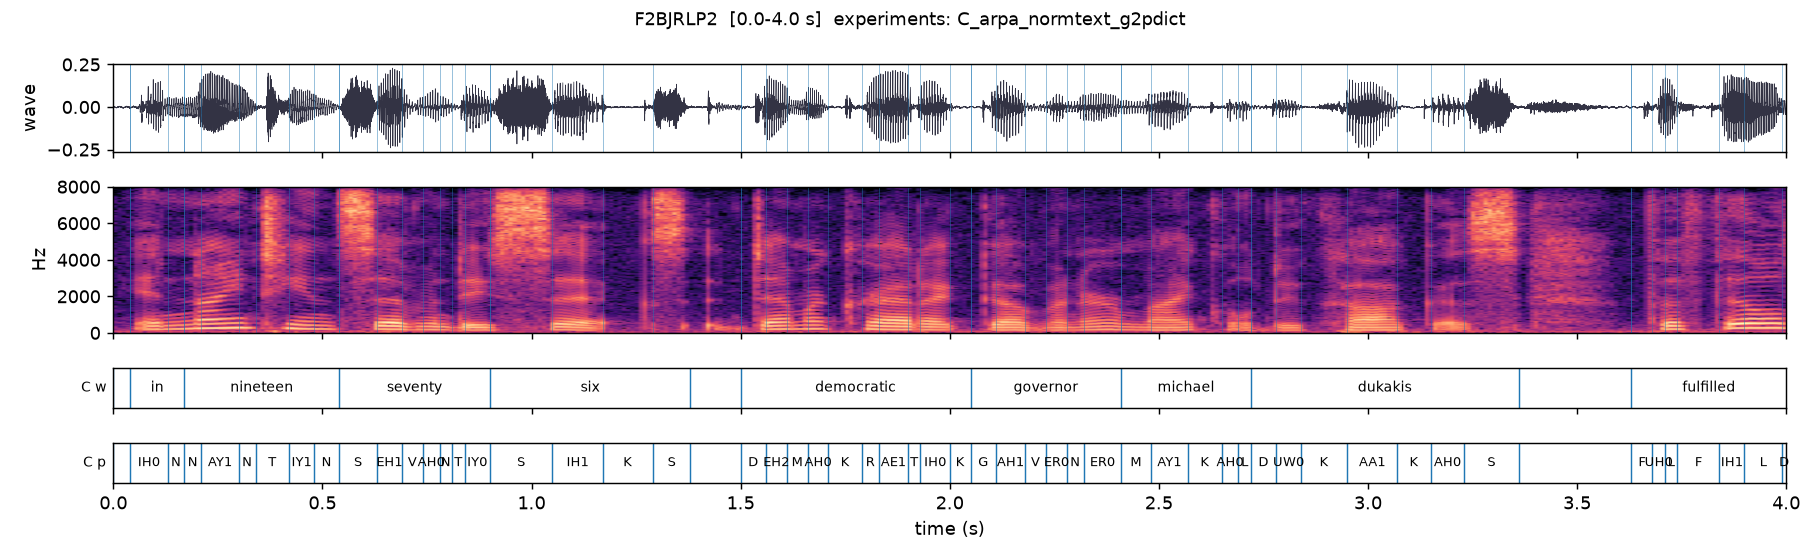 F2BJRLP2 [0.0-4.0 s] experiments: C_arpa_normtext_g2pdict
wave
0.25
0.00
−0.25
Hz
8000
6000
4000
2000
0
C w
in nineteen seventy six democratic governor michael dukakis fulfilled
C p
IH0 N N AY1 N T IY1 N S EH1 V AH0 N T IY0 S IH1 K S D EH2 M AH0 K R AE1 T IH0 K G AH1 V ER0 N ER0 M AY1 K AH0 L D UW0 K AA1 K AH0 S F UH0 L F IH1 L D
0.0 0.5 1.0 1.5 2.0 2.5 3.0 3.5 4.0
time (s)